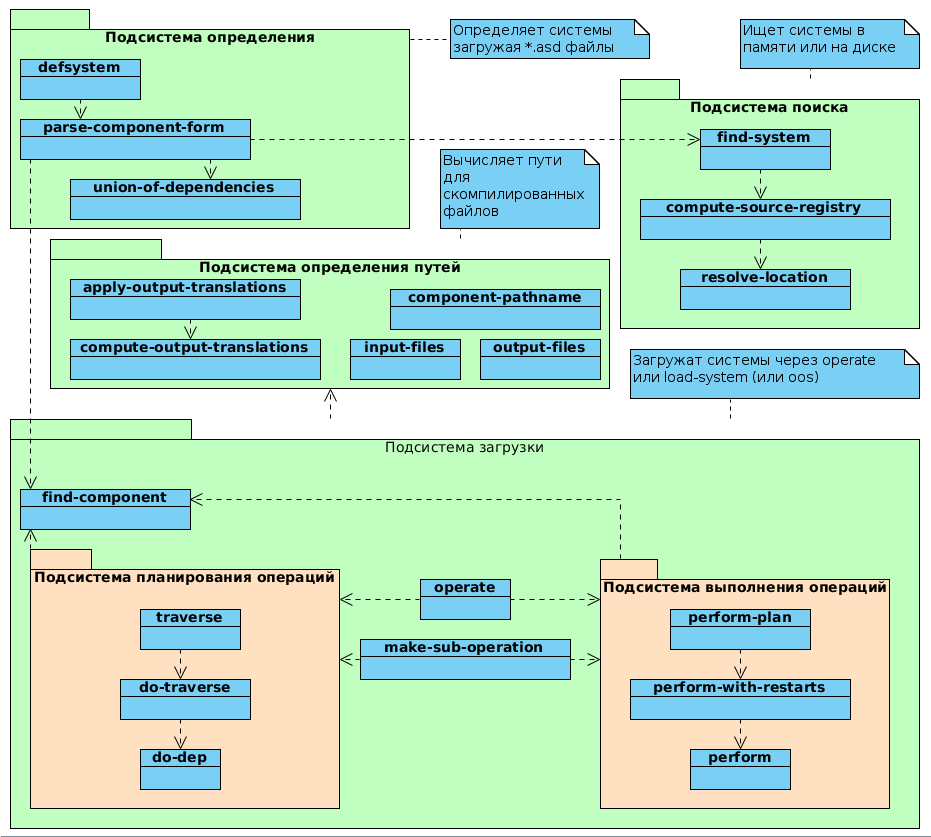 Подсистема определения
defsystem
parse-component-form
union-of-dependencies
Определяет системы
загружая *.asd файлы
Ищет системы в
памяти или на диске
Подсистема поиска
find-system
compute-source-registry
resolve-location
Вычисляет пути
для
скомпилированных
файлов
Подсистема определения путей
apply-output-translations
component-pathname
compute-output-translations
input-files
output-files
Загружат системы через operate
или load-system (или oos)
Подсистема загрузки
find-component
Подсистема планирования операций
traverse
do-traverse
do-dep
operate
make-sub-operation
Подсистема выполнения операций
perform-plan
perform-with-restarts
perform